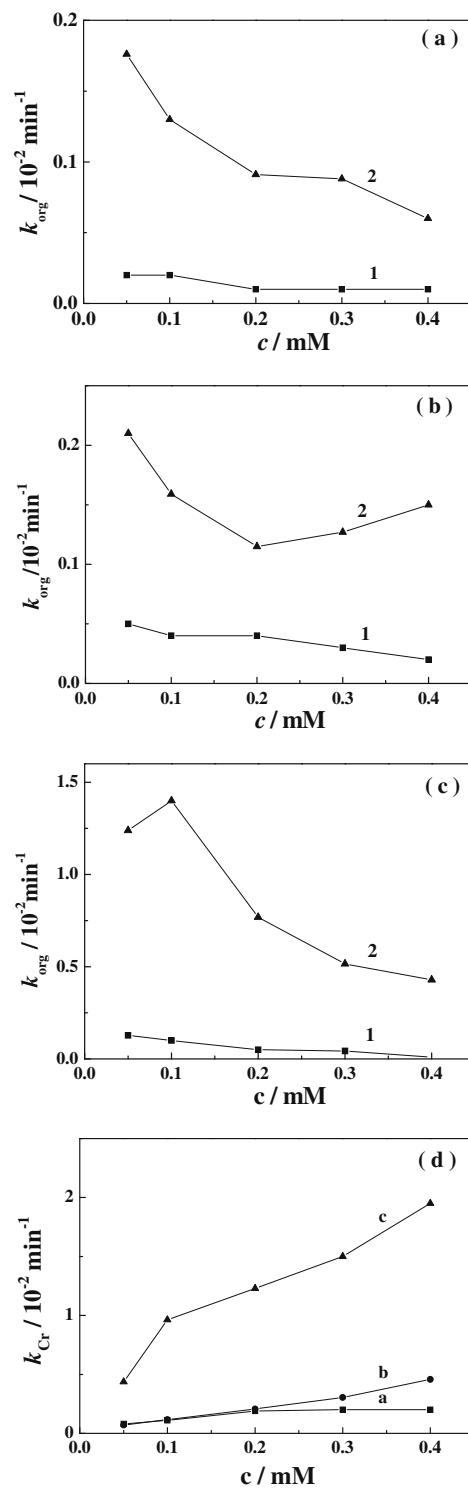 ( a )
0.2
0.1
0.0
k_org / 10⁻² min⁻¹
2
1
0.0 0.1 0.2 0.3 0.4
c / mM
( b )
0.2
0.1
0.0
k_org /10⁻²min⁻¹
2
1
0.0 0.1 0.2 0.3 0.4
c / mM
( c )
1.5
1.0
0.5
0.0
k_org / 10⁻² min⁻¹
2
1
0.0 0.1 0.2 0.3 0.4
c / mM
( d )
2
1
0
k_Cr / 10⁻² min⁻¹
c
b
a
0.0 0.1 0.2 0.3 0.4
c / mM